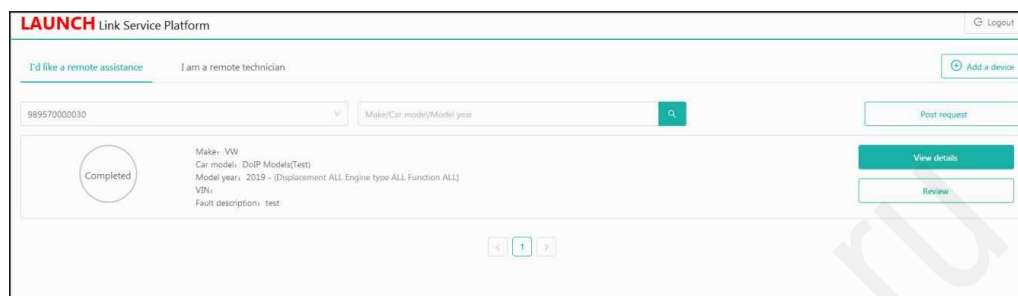 LAUNCH Link Service Platform
Logout
I'd like a remote assistance
I am a remote technician
Add a device
989570000030
Make/Car model/Model year
Post request
Completed
Make: VW
Car model: DoIP Models(Test)
Model year: 2019 - (Displacement ALL Engine type ALL Function ALL)
VIN:
Fault description: test
View details
Review
< 1 >
ru